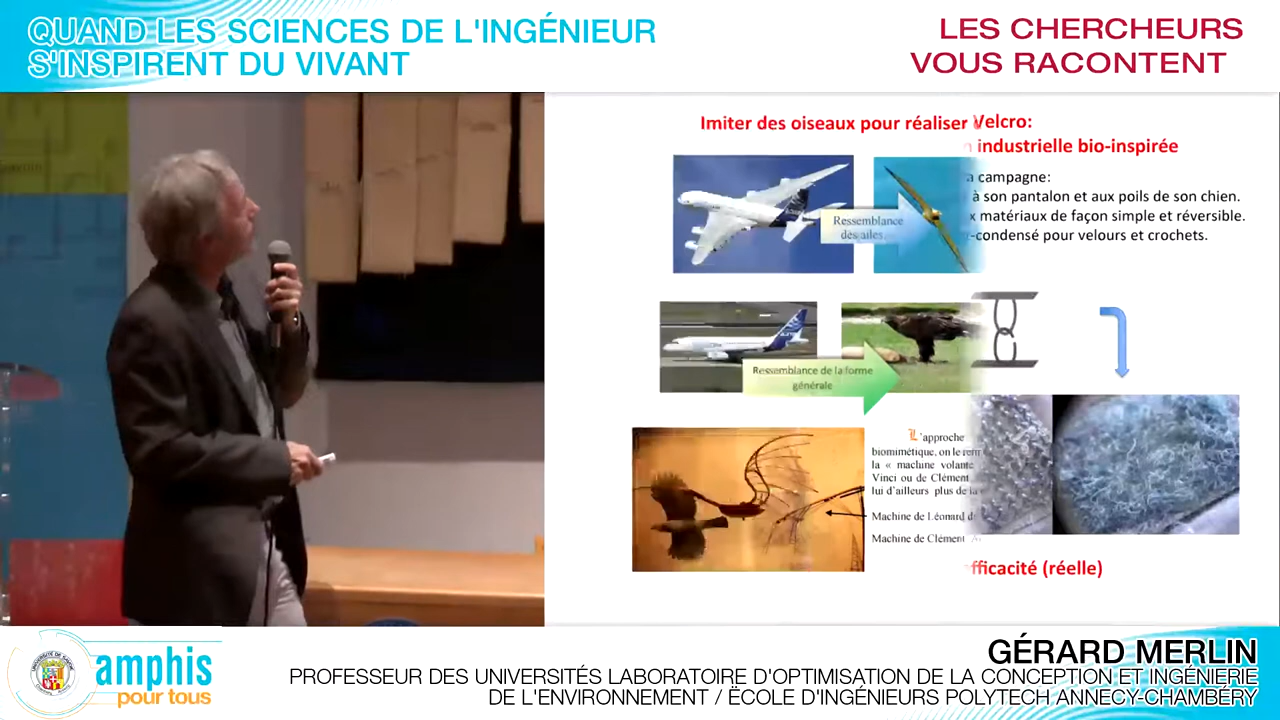 QUAND LES SCIENCES DE L'INGÉNIEUR
S'INSPIRENT DU VIVANT
LES CHERCHEURS
VOUS RACONTENT
Imiter des oiseaux pour réaliser
Velcro:
industrielle bio-inspirée
campagne:
à son pantalon et aux poils de son chien.
matériaux de façon simple et réversible.
condensé pour velours et crochets.
Ressemblance
des ailes
Ressemblance de la forme
générale
L'approche
biomimétique, on le
la « machine volante
Vinci ou de Clément
lui d'ailleurs plus de la
Machine de Léonard
Machine de Clément
efficacité (réelle)
UNIVERSITÉ DE SAVOIE
amphis
pour tous
GÉRARD MERLIN
PROFESSEUR DES UNIVERSITÉS LABORATOIRE D'OPTIMISATION DE LA CONCEPTION ET INGÉNIERIE
DE L'ENVIRONNEMENT / ËCOLE D'INGÉNIEURS POLYTECH ANNECY-CHAMBÉRY